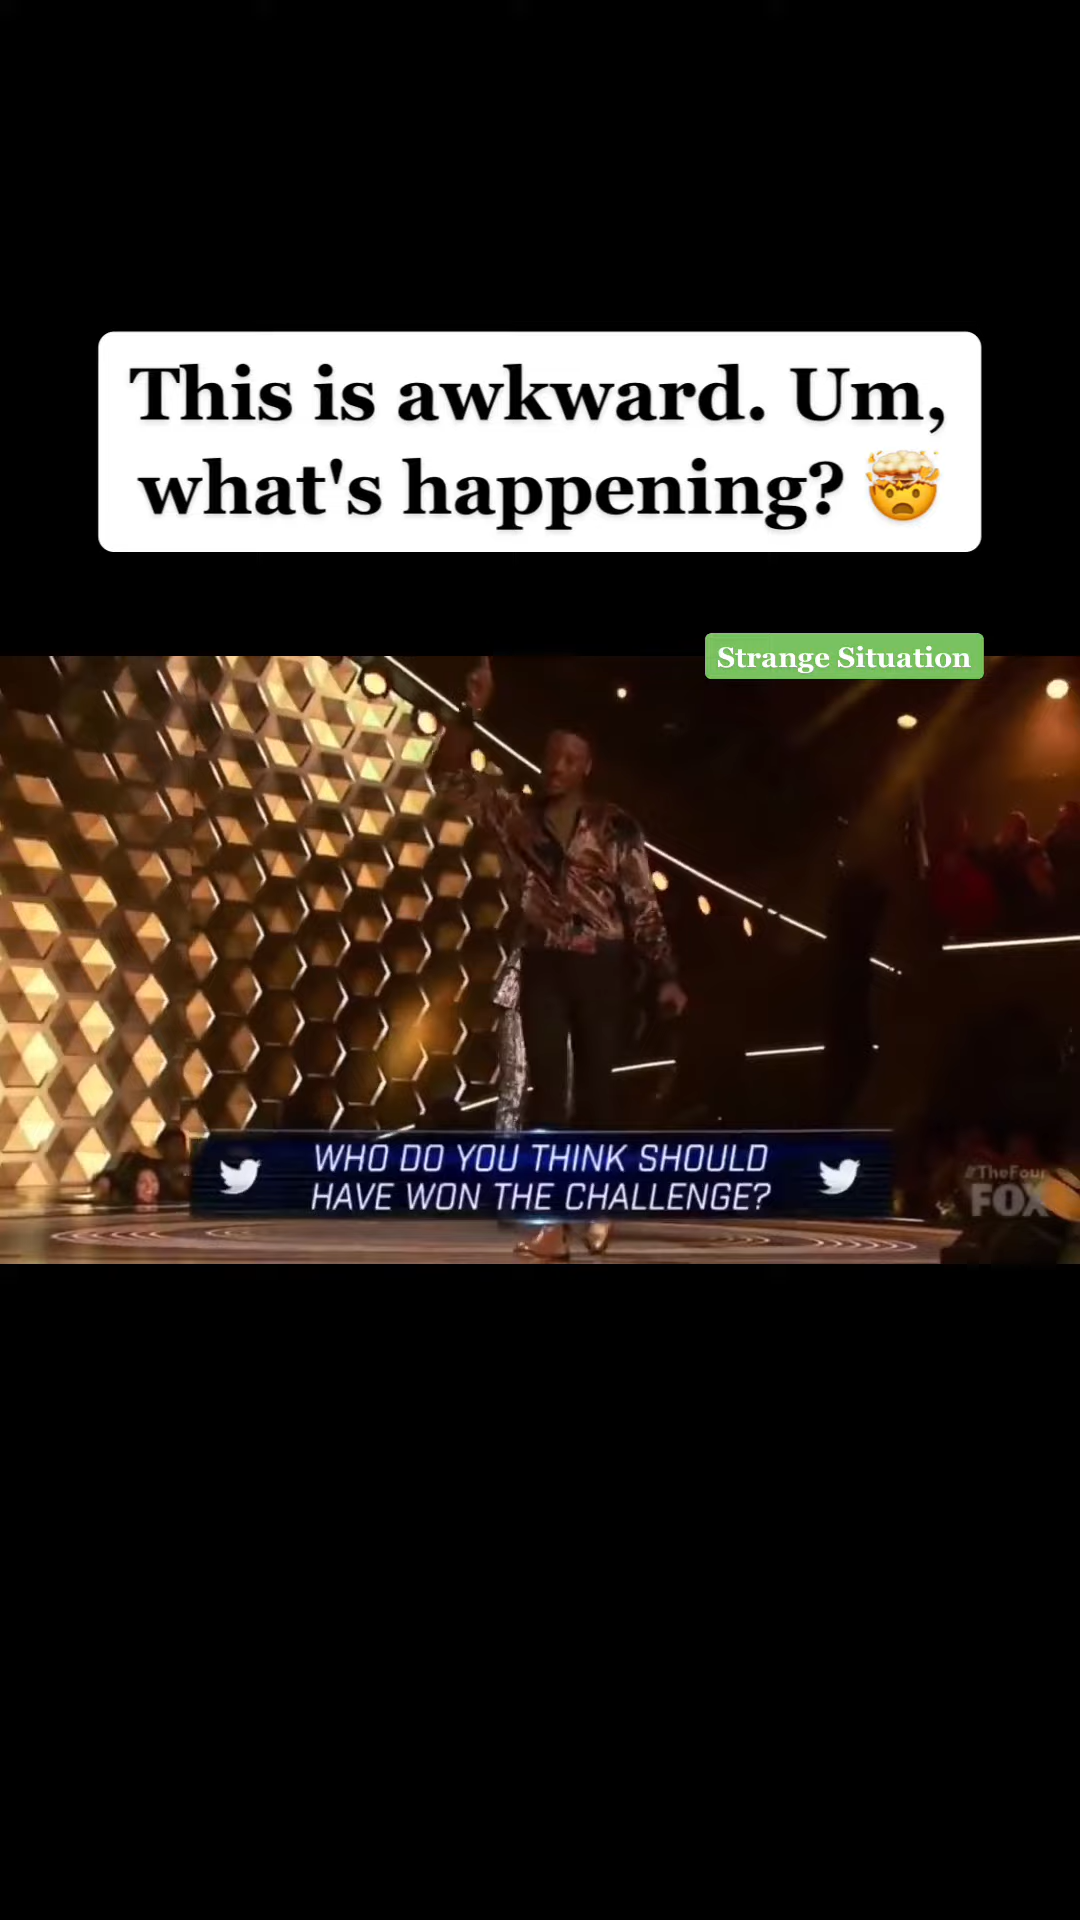 This is awkward. Um,
what's happening? 🤯
Strange Situation
WHO DO YOU THINK SHOULD
HAVE WON THE CHALLENGE?
#TheFour
FOX